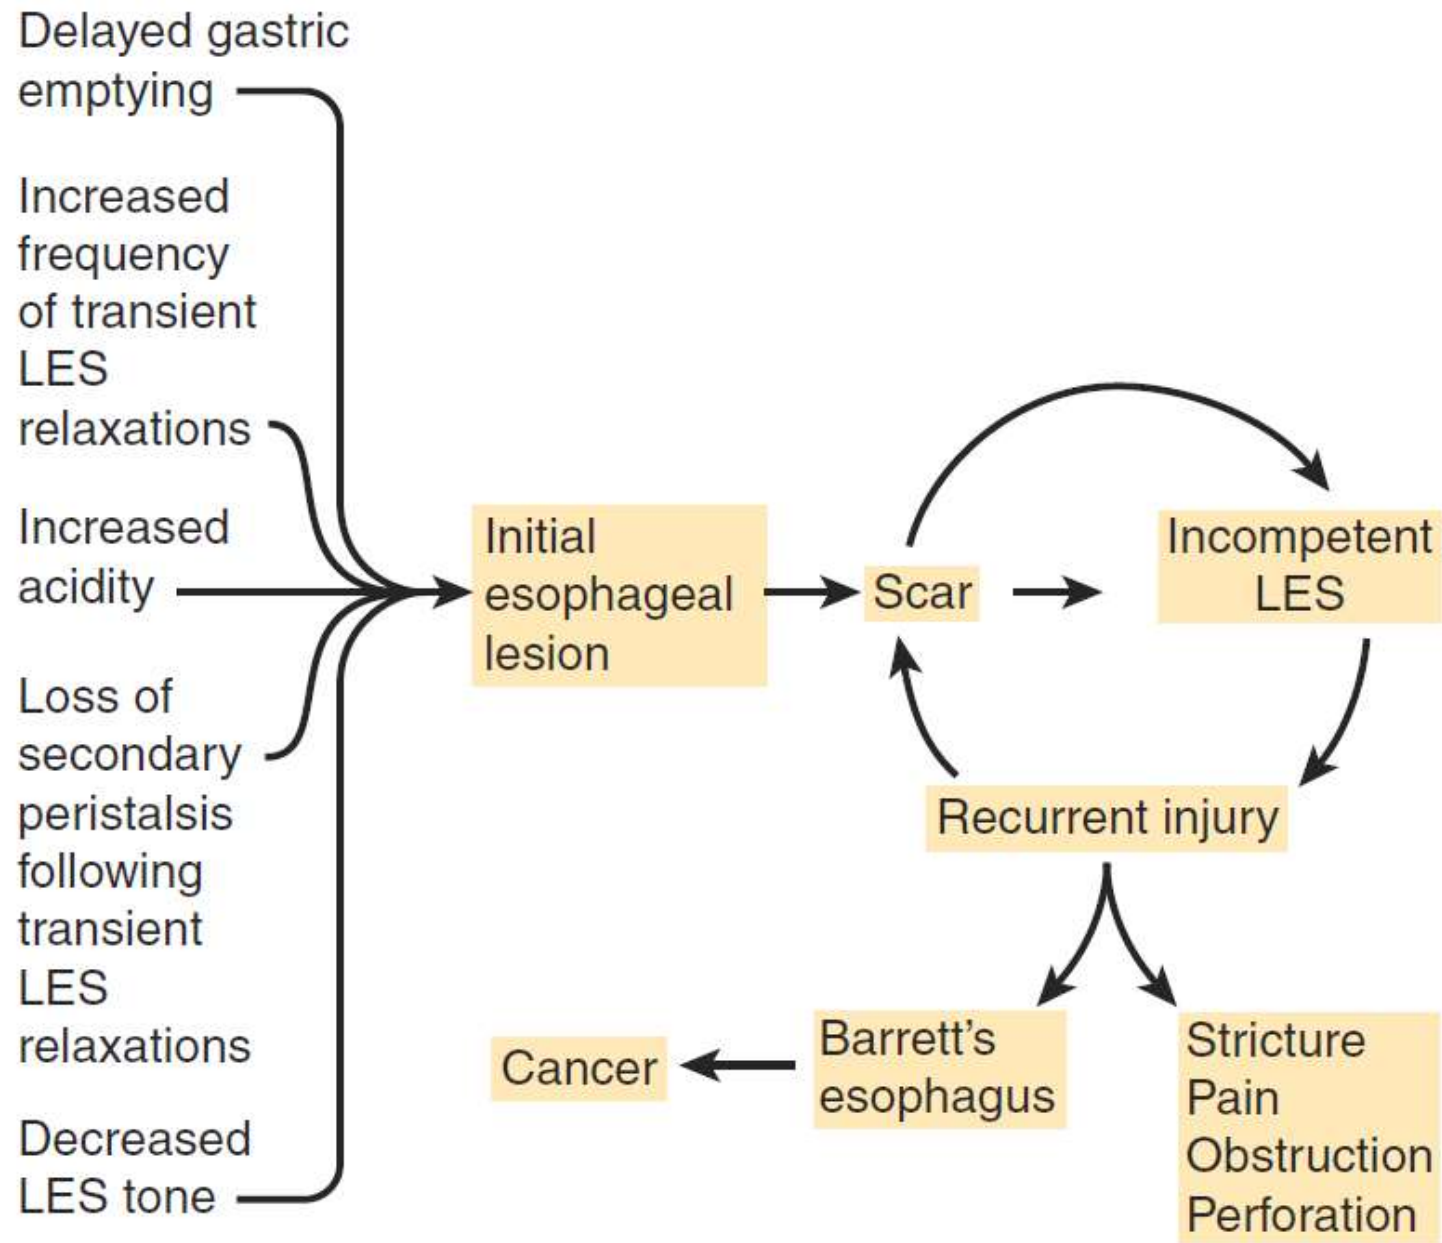 Delayed gastric
emptying
Increased
frequency
of transient
LES
relaxations
Increased
acidity
Loss of
secondary
peristalsis
following
transient
LES
relaxations
Decreased
LES tone
Initial
esophageal
lesion
Scar
Incompetent
LES
Recurrent injury
Cancer
Barrett’s
esophagus
Stricture
Pain
Obstruction
Perforation